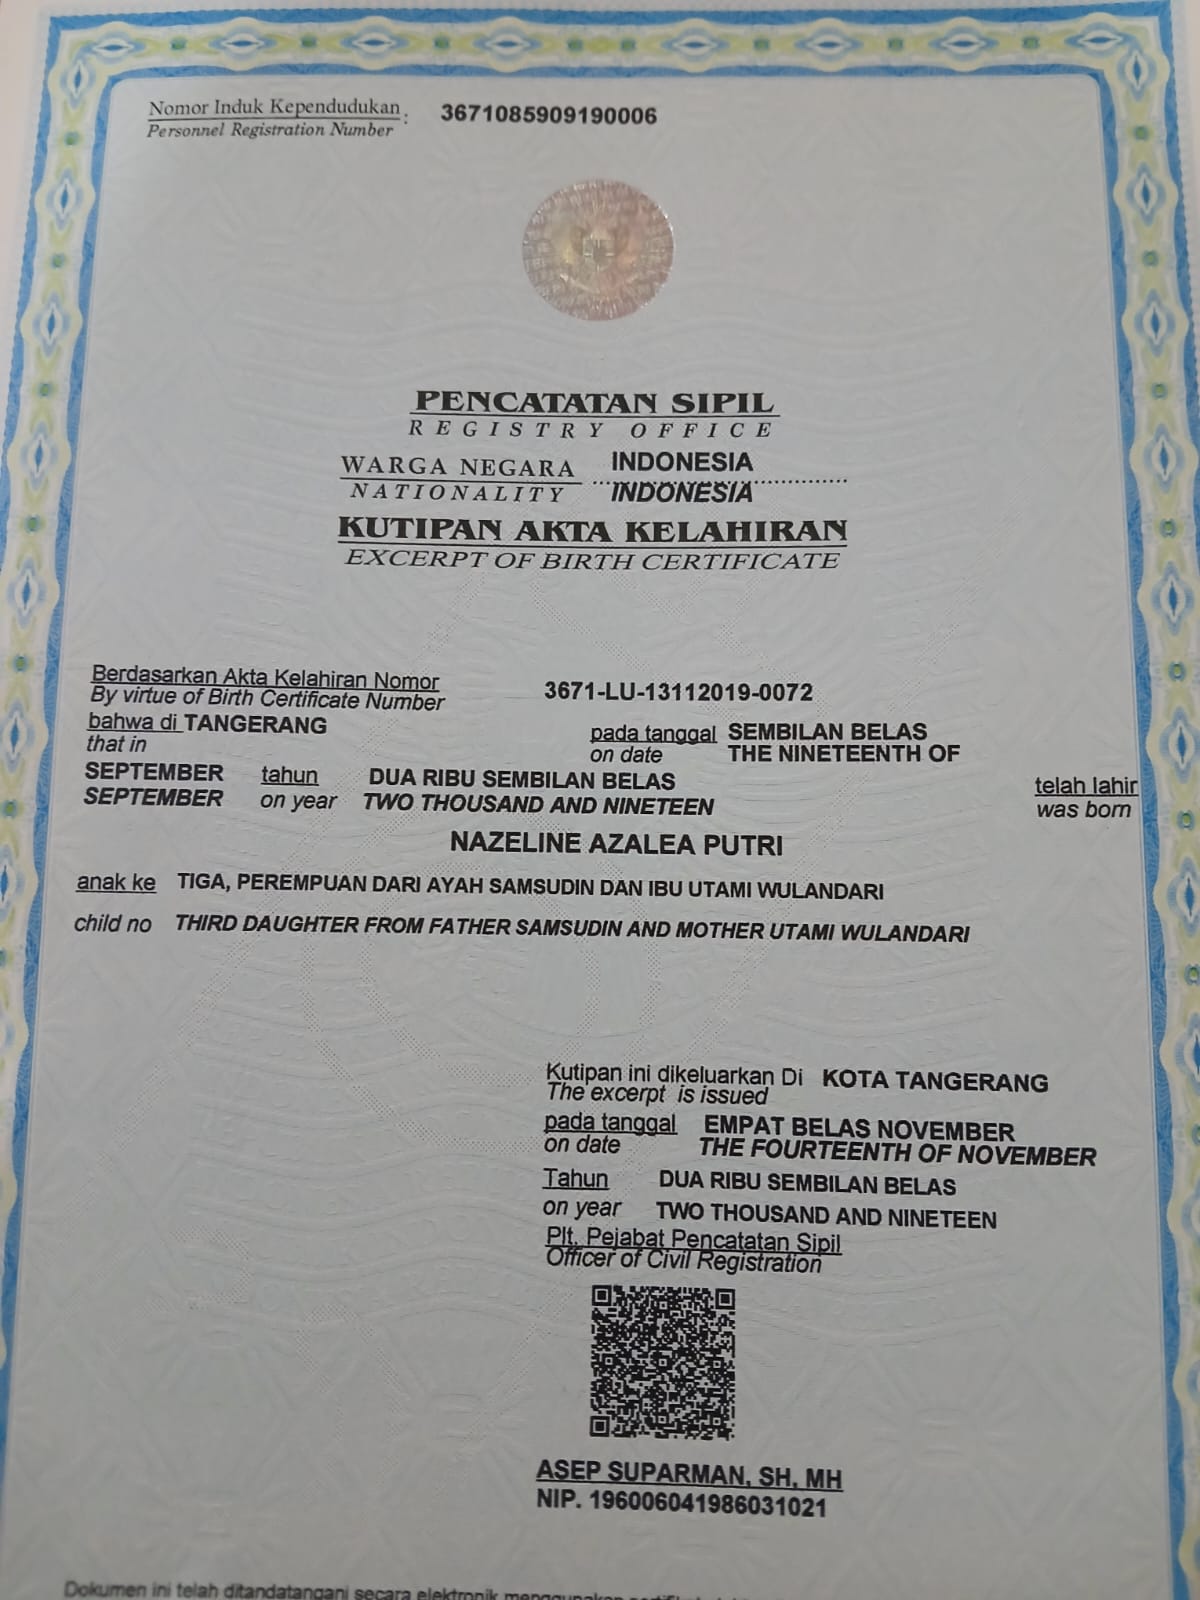 Nomor Induk Kependudukan : 3671085909190006
Personnel Registration Number
PENCATATAN SIPIL
REGISTRY OFFICE
WARGA NEGARA INDONESIA
NATIONALITY INDONESIA
KUTIPAN AKTA KELAHIRAN
EXCERPT OF BIRTH CERTIFICATE
Berdasarkan Akta Kelahiran Nomor 3671-LU-13112019-0072
By virtue of Birth Certificate Number
bahwa di TANGERANG pada tanggal SEMBILAN BELAS
that in on date THE NINETEENTH OF
SEPTEMBER tahun DUA RIBU SEMBILAN BELAS telah lahir
SEPTEMBER on year TWO THOUSAND AND NINETEEN was born
NAZELINE AZALEA PUTRI
anak ke TIGA, PEREMPUAN DARI AYAH SAMSUDIN DAN IBU UTAMI WULANDARI
child no THIRD DAUGHTER FROM FATHER SAMSUDIN AND MOTHER UTAMI WULANDARI
Kutipan ini dikeluarkan Di KOTA TANGERANG
The excerpt is issued
pada tanggal EMPAT BELAS NOVEMBER
on date THE FOURTEENTH OF NOVEMBER
Tahun DUA RIBU SEMBILAN BELAS
on year TWO THOUSAND AND NINETEEN
Plt. Pejabat Pencatatan Sipil
Officer of Civil Registration
ASEP SUPARMAN, SH, MH
NIP. 196006041986031021
Dokumen ini telah ditandatangani secara elektronik menggunakan